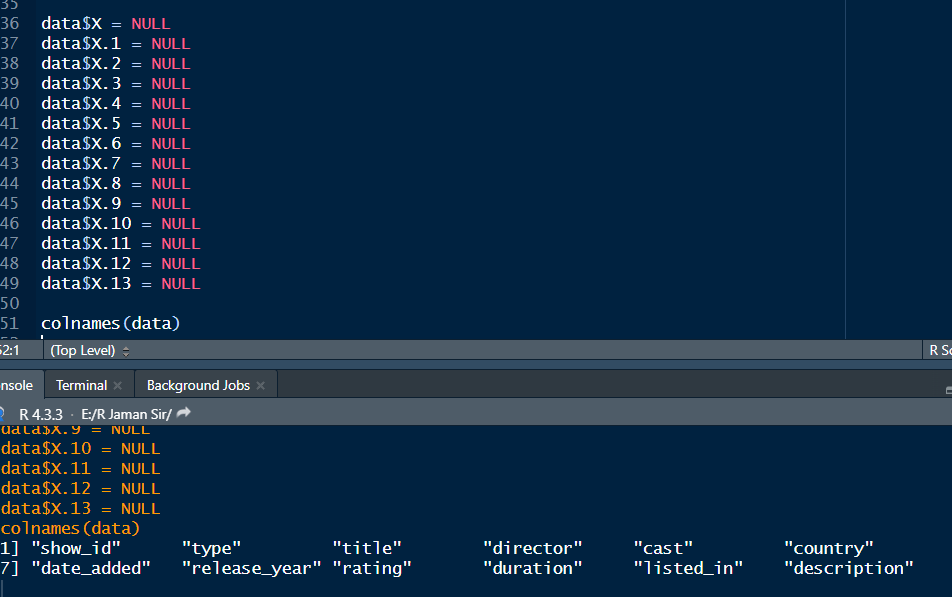 35
36 data$X = NULL
37 data$X.1 = NULL
38 data$X.2 = NULL
39 data$X.3 = NULL
40 data$X.4 = NULL
41 data$X.5 = NULL
42 data$X.6 = NULL
43 data$X.7 = NULL
44 data$X.8 = NULL
45 data$X.9 = NULL
46 data$X.10 = NULL
47 data$X.11 = NULL
48 data$X.12 = NULL
49 data$X.13 = NULL
50
51 colnames(data)
52:1 (Top Level) R Sc
nsole Terminal × Background Jobs ×
R 4.3.3 · E:/R Jaman Sir/
data$X.9 = NULL
data$X.10 = NULL
data$X.11 = NULL
data$X.12 = NULL
data$X.13 = NULL
colnames(data)
1] "show_id" "type" "title" "director" "cast" "country"
7] "date_added" "release_year" "rating" "duration" "listed_in" "description"